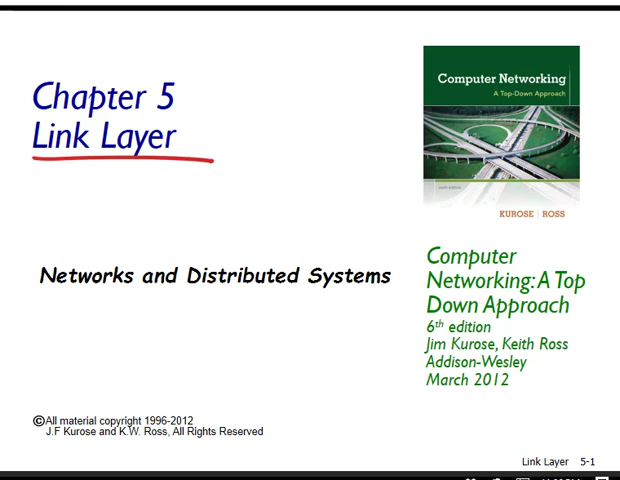 Chapter 5
Link Layer
Computer Networking
A Top-Down Approach
KUROSE | ROSS
Networks and Distributed Systems
Computer
Networking: A Top
Down Approach
6th edition
Jim Kurose, Keith Ross
Addison-Wesley
March 2012
©All material copyright 1996-2012
J.F Kurose and K.W. Ross, All Rights Reserved
Link Layer 5-1